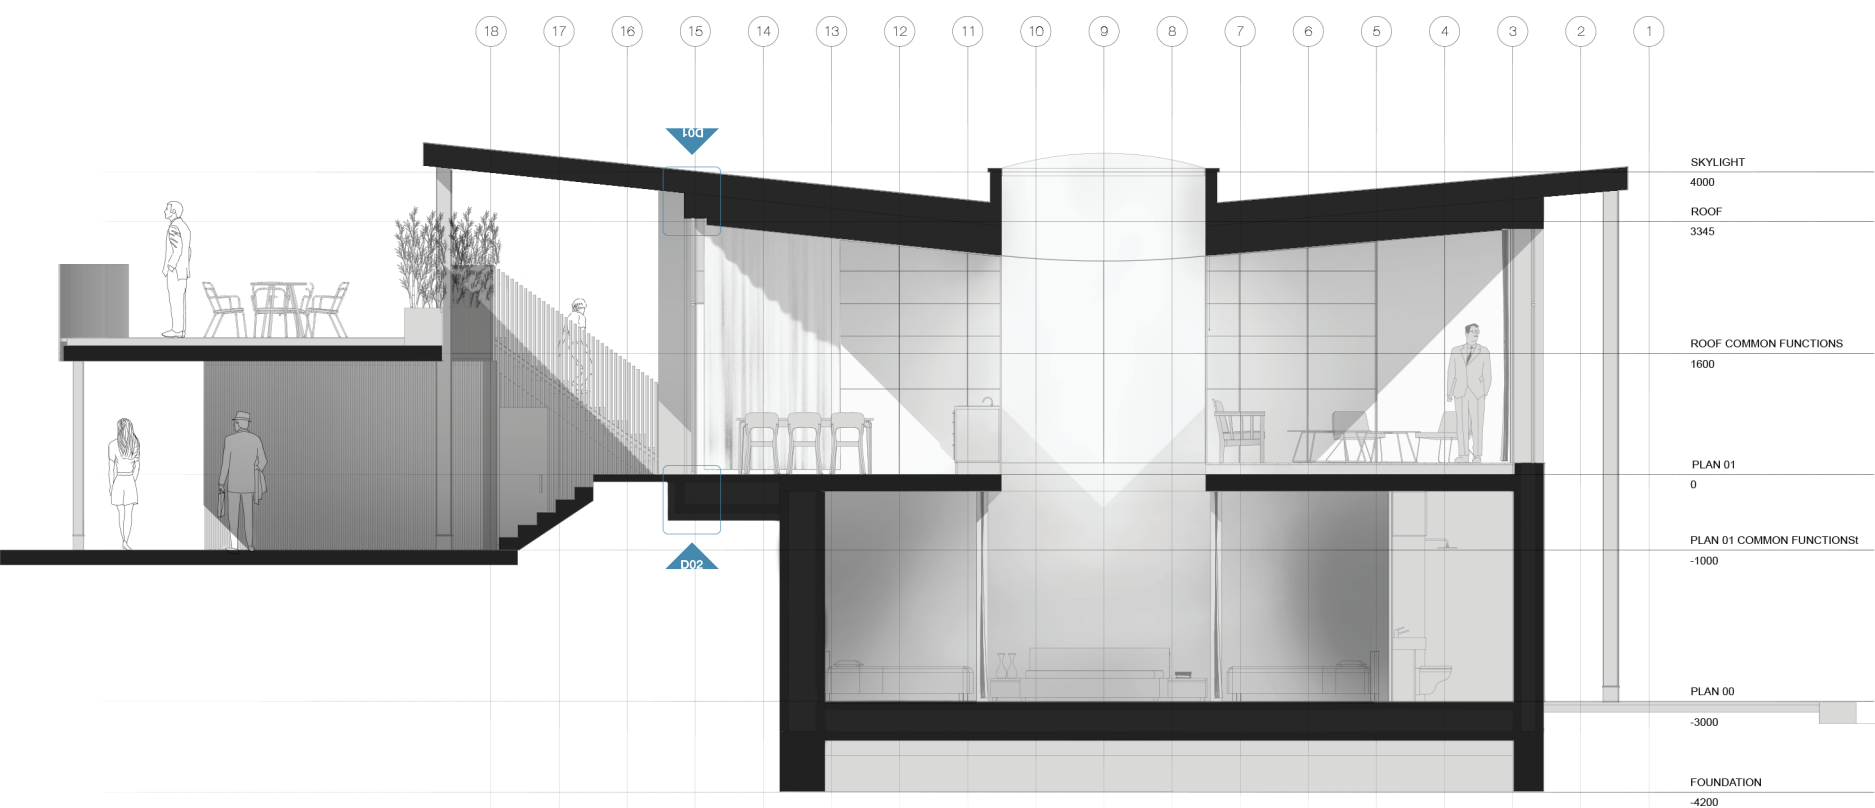 18 17 16 15 14 13 12 11 10 9 8 7 6 5 4 3 2 1
D01
SKYLIGHT
4000
ROOF
3345
ROOF COMMON FUNCTIONS
1600
PLAN 01
0
PLAN 01 COMMON FUNCTIONSt
-1000
D02
PLAN 00
-3000
FOUNDATION
-4200